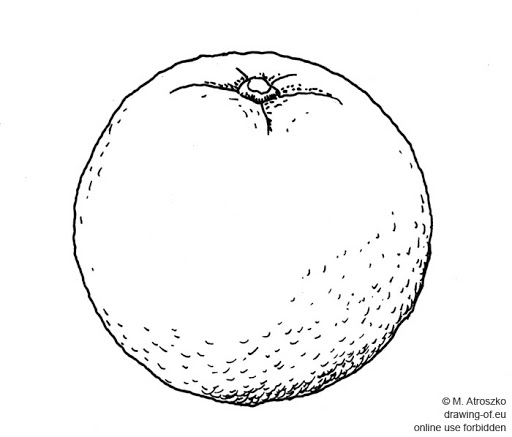 © M. Atroszko
drawing-of.eu
online use forbidden